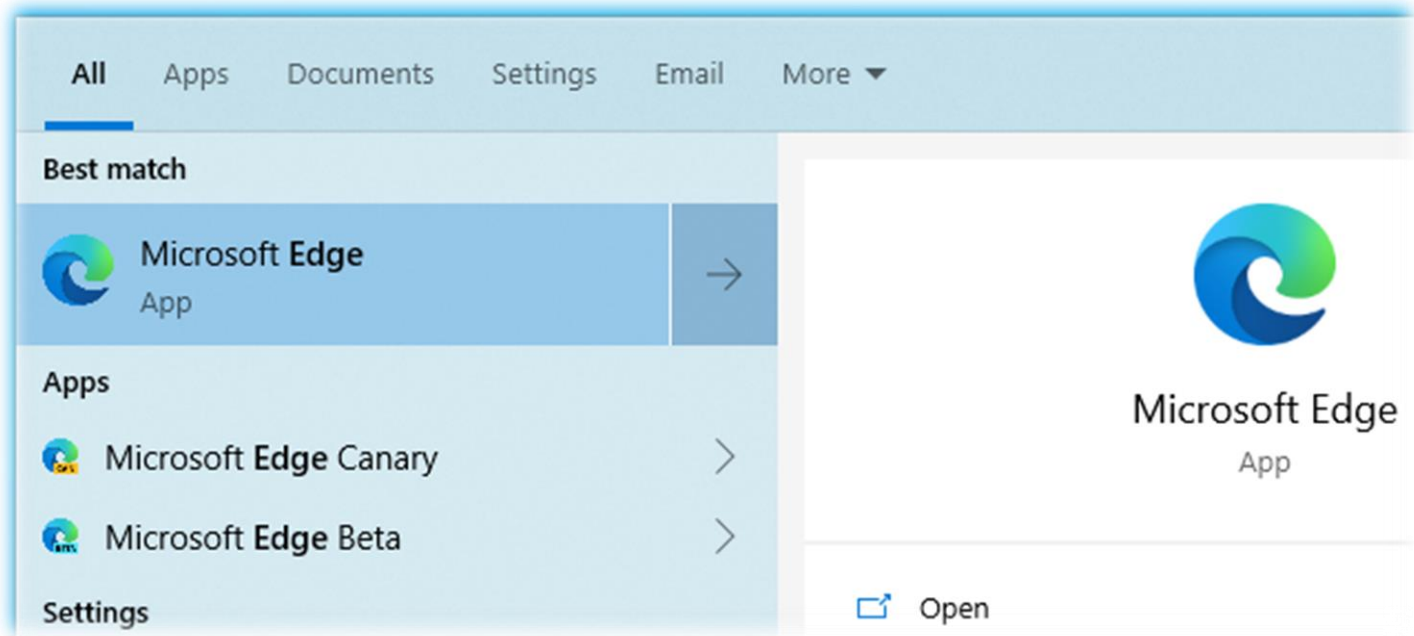 All Apps Documents Settings Email More
Best match
Microsoft Edge
App
Apps
Microsoft Edge Canary
Microsoft Edge Beta
Settings
Microsoft Edge
App
Open